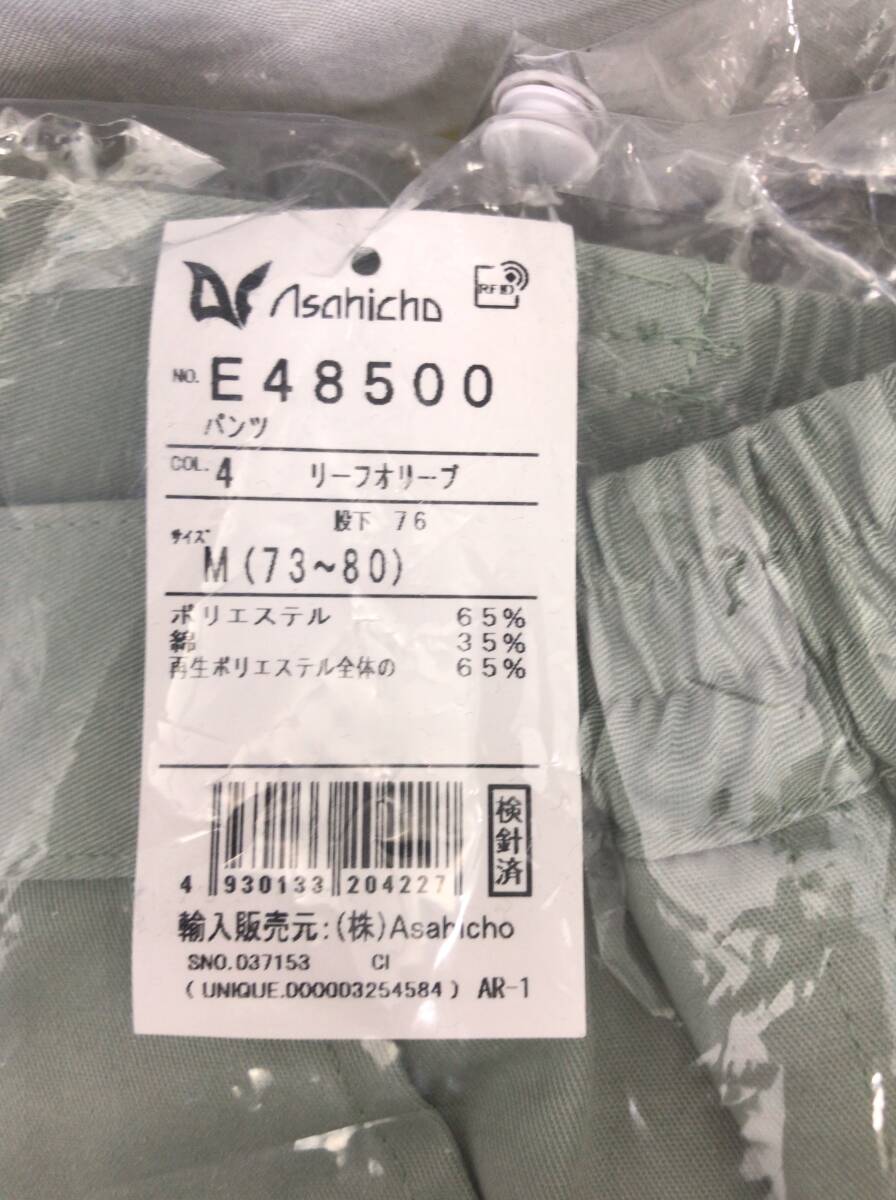 Asahicho
RFID
NO. E48500
パンツ
COL. 4 リーフオリーブ
股下 76
サイズ
M(73~80)
ポリエステル 65%
綿 35%
再生ポリエステル全体の 65%
検針済
4 930133 204227
輸入販売元:(株)Asahicho
SNO.037153 CI
(UNIQUE.000003254584) AR-1